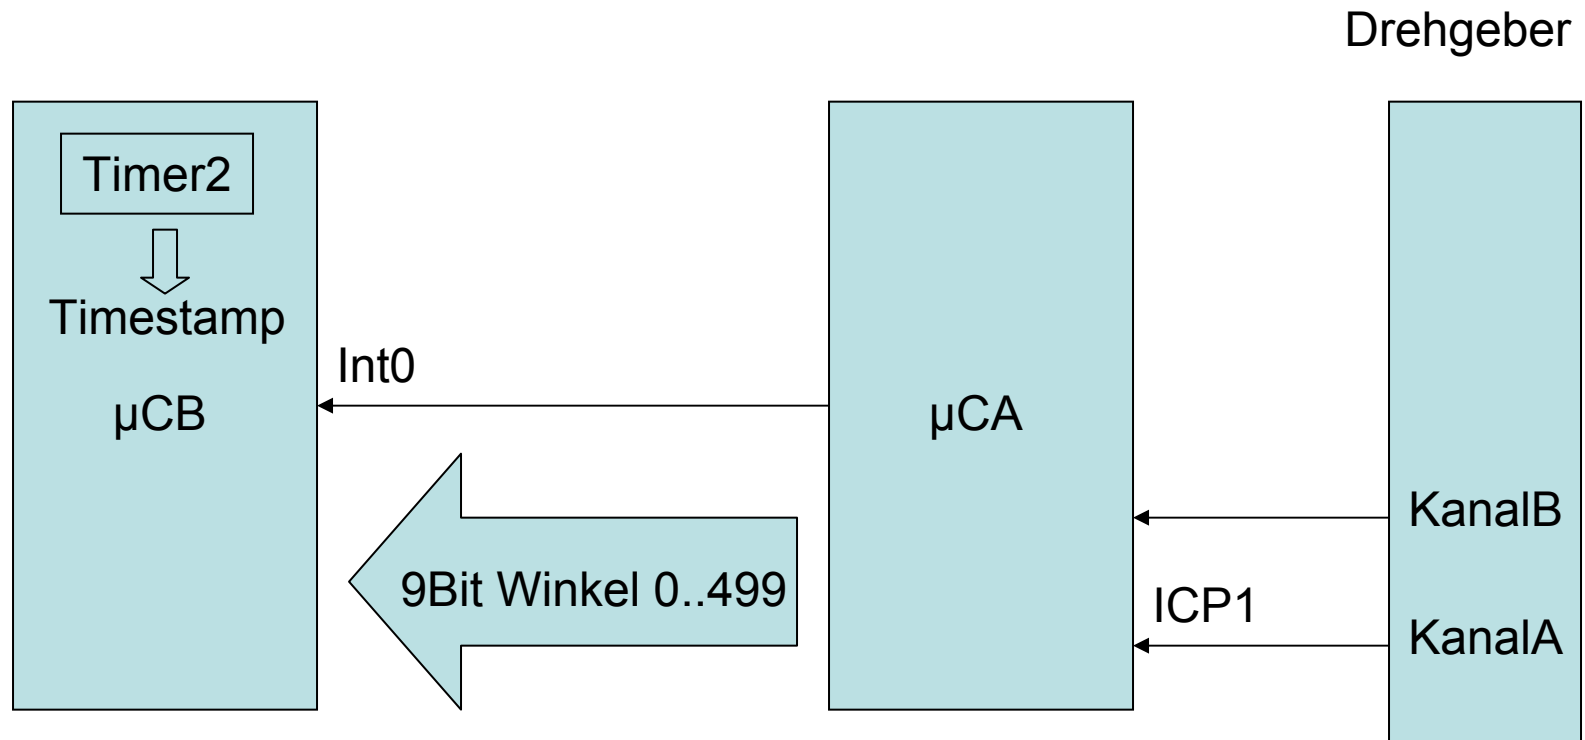 Drehgeber
Timer2
Timestamp
Int0
µCB
µCA
KanalB
9Bit Winkel 0..499
ICP1
KanalA